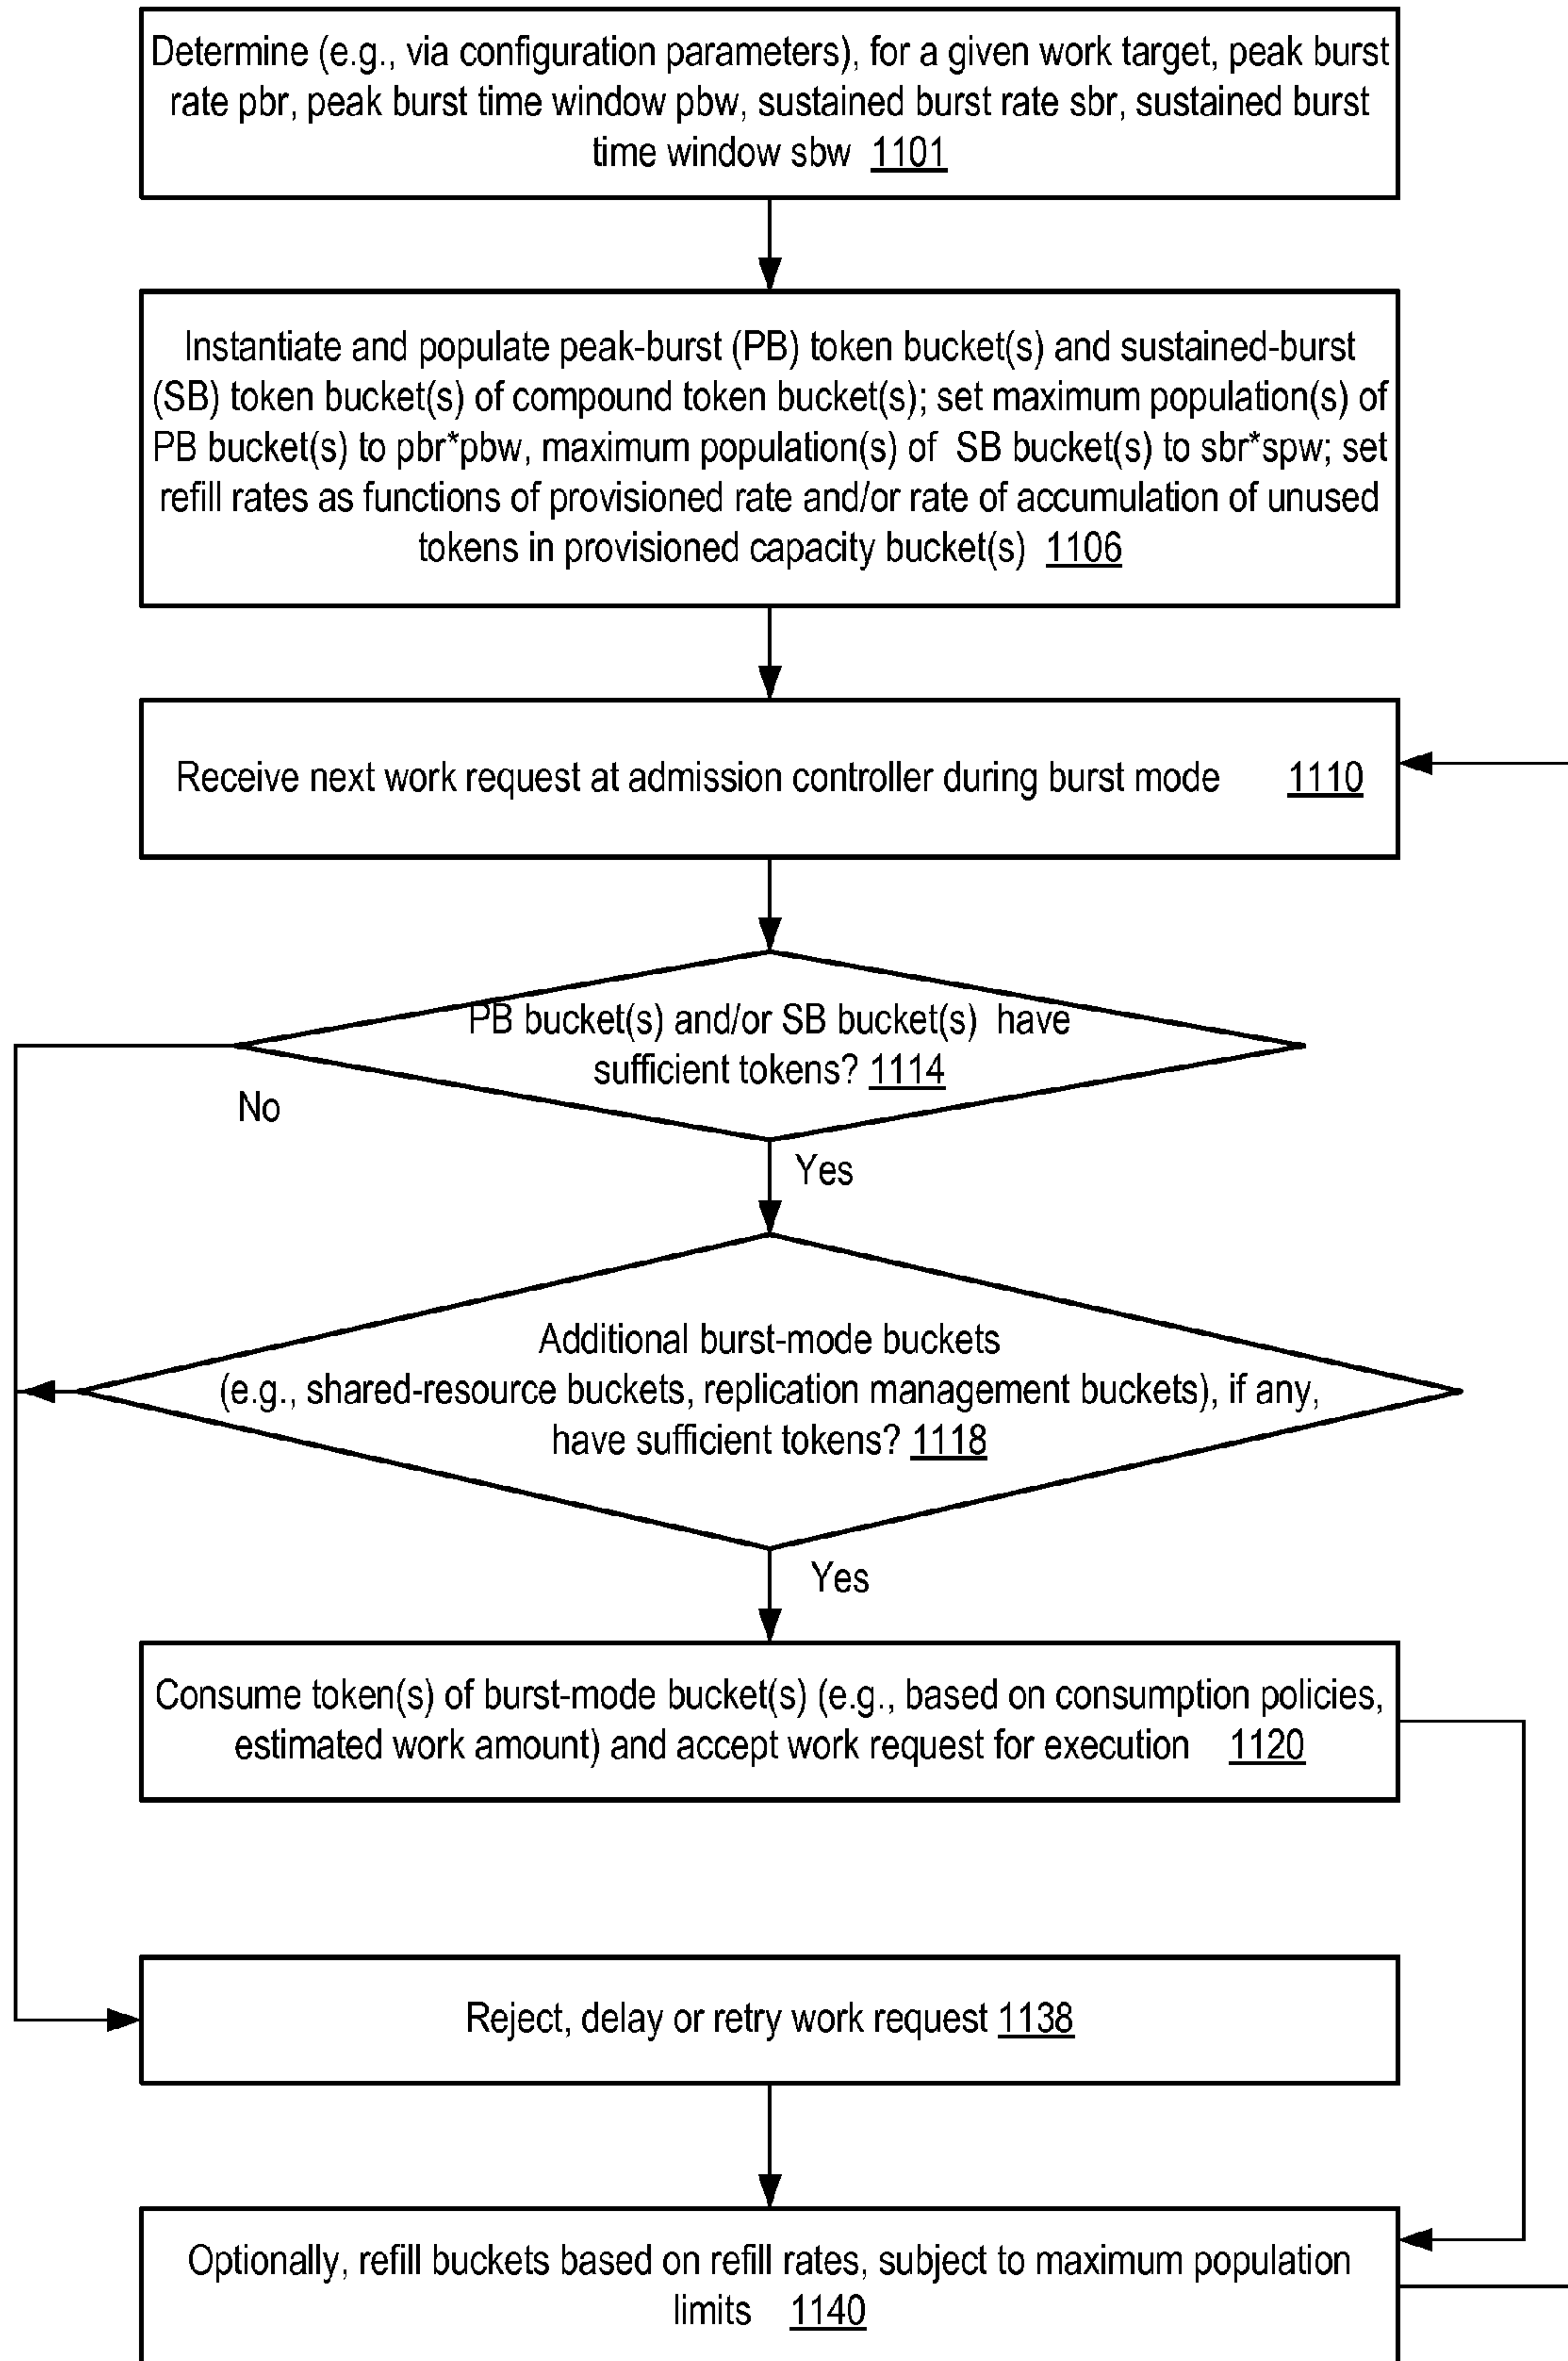 Determine (e.g., via configuration parameters), for a given work target, peak burst
rate pbr, peak burst time window pbw, sustained burst rate sbr, sustained burst
time window sbw 1101
Instantiate and populate peak-burst (PB) token bucket(s) and sustained-burst
(SB) token bucket(s) of compound token bucket(s); set maximum population(s) of
PB bucket(s) to pbr*pbw, maximum population(s) of SB bucket(s) to sbr*spw; set
refill rates as functions of provisioned rate and/or rate of accumulation of unused
tokens in provisioned capacity bucket(s) 1106
Receive next work request at admission controller during burst mode 1110
PB bucket(s) and/or SB bucket(s) have
sufficient tokens? 1114
No
Yes
Additional burst-mode buckets
(e.g., shared-resource buckets, replication management buckets), if any,
have sufficient tokens? 1118
Yes
Consume token(s) of burst-mode bucket(s) (e.g., based on consumption policies,
estimated work amount) and accept work request for execution 1120
Reject, delay or retry work request 1138
Optionally, refill buckets based on refill rates, subject to maximum population
limits 1140